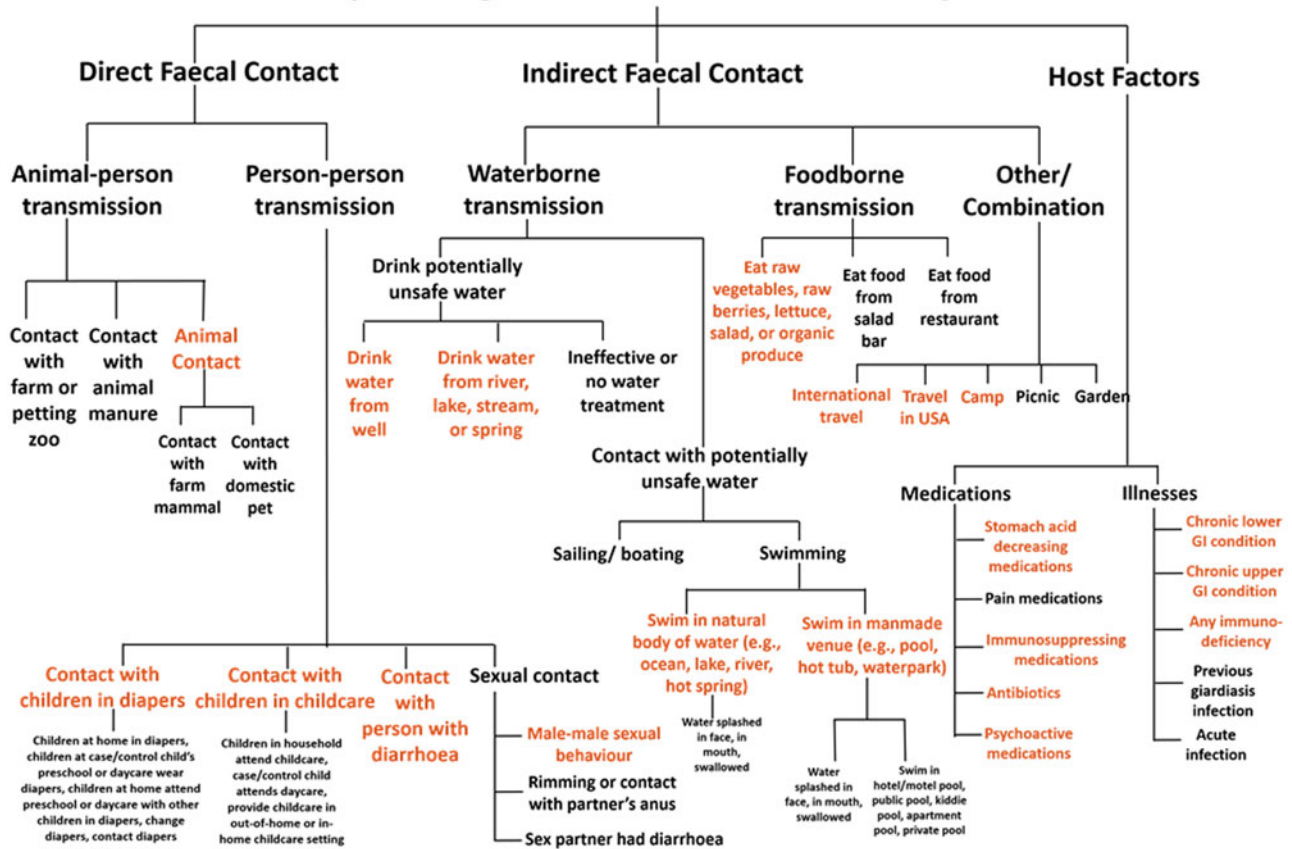 Direct Faecal Contact
Indirect Faecal Contact
Host Factors
Animal-person
transmission
Person-person
transmission
Waterborne
transmission
Foodborne
transmission
Other/
Combination
Contact
with
farm or
petting
zoo
Contact
with
animal
manure
Animal
Contact
Contact
with
farm
mammal
Contact
with
domestic
pet
Drink potentially
unsafe water
Drink
water
from
well
Drink water
from river,
lake, stream,
or spring
Ineffective or
no water
treatment
Eat raw
vegetables, raw
berries, lettuce,
salad, or organic
produce
Eat food
from
salad
bar
Eat food
from
restaurant
International
travel
Travel
in USA
Camp
Picnic
Garden
Contact with potentially
unsafe water
Sailing/ boating
Swimming
Swim in natural
body of water (e.g.,
ocean, lake, river,
hot spring)
Water splashed
in face, in
mouth,
swallowed
Swim in manmade
venue (e.g., pool,
hot tub, waterpark)
Water
splashed in
face, in mouth,
swallowed
Swim in
hotel/motel pool,
public pool, kiddie
pool, apartment
pool, private pool
Medications
Stomach acid
decreasing
medications
Pain medications
Immunosuppressing
medications
Antibiotics
Psychoactive
medications
Illnesses
Chronic lower
GI condition
Chronic upper
GI condition
Any immuno-
deficiency
Previous
giardiasis
infection
Acute
infection
Contact with
children in diapers
Children at home in diapers,
children at case/control child's
preschool or daycare wear
diapers, children at home attend
preschool or daycare with other
children in diapers, change
diapers, contact diapers
Contact with
children in childcare
Children in household
attend childcare,
case/control child
attends daycare,
provide childcare in
out-of-home or in-
home childcare setting
Contact
with
person with
diarrhoea
Sexual contact
Male-male sexual
behaviour
Rimming or contact
with partner's anus
Sex partner had diarrhoea